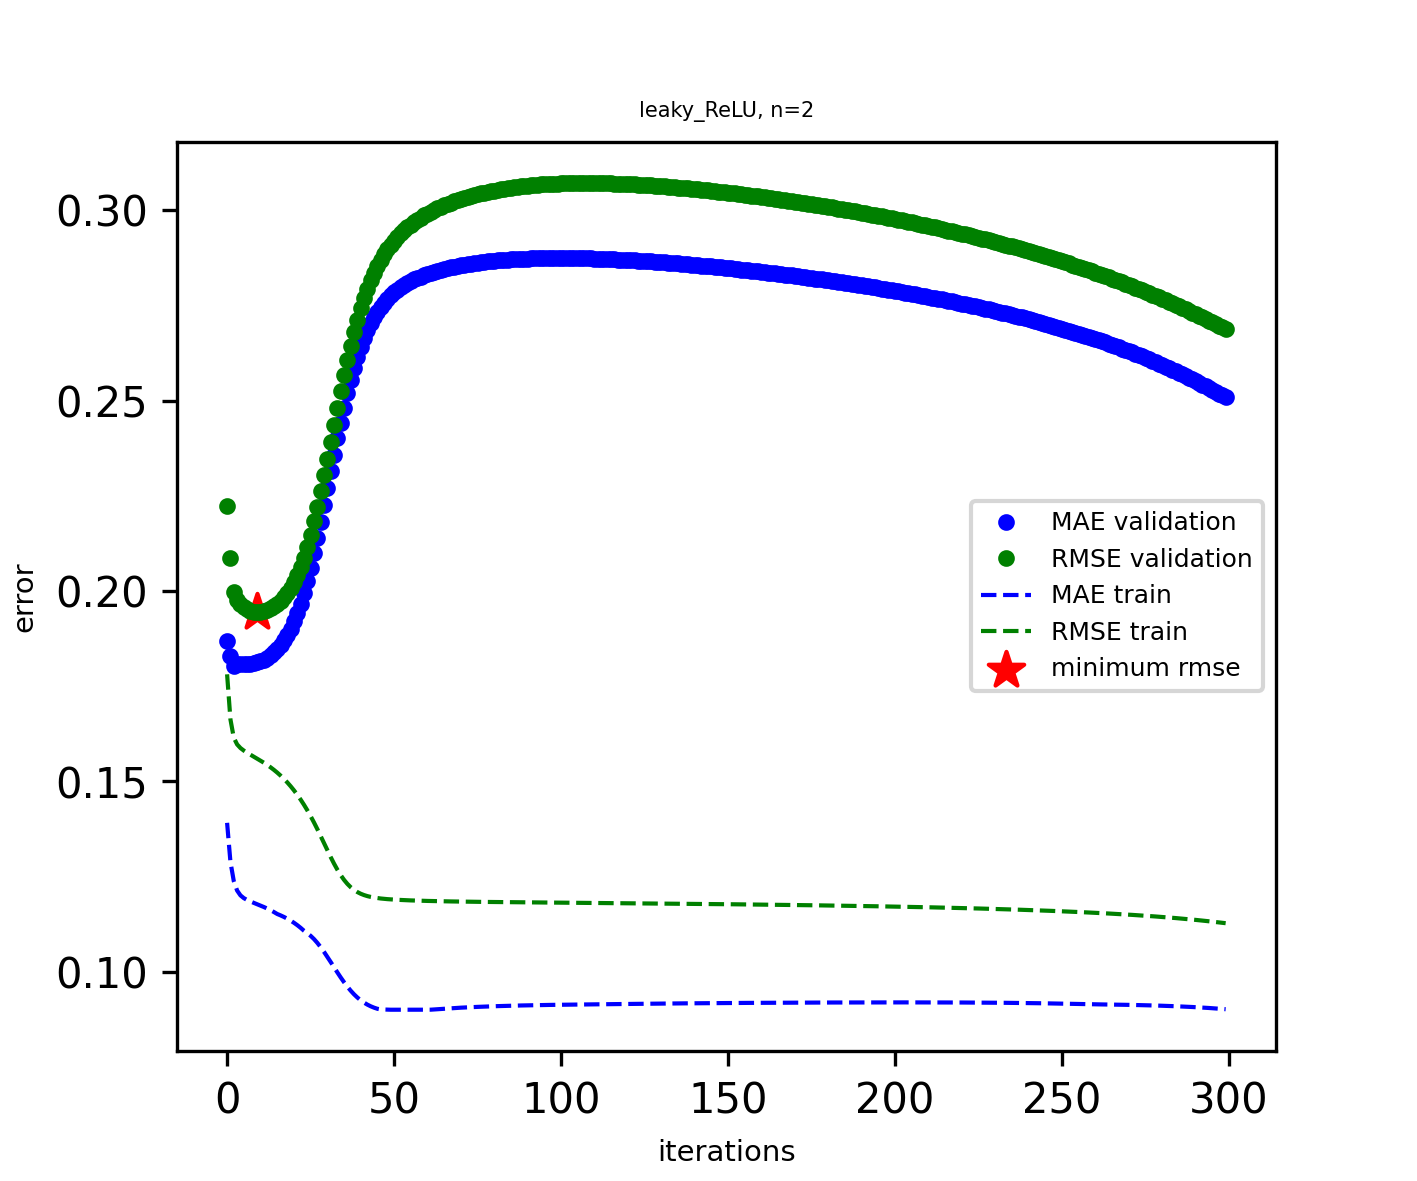 leaky_ReLU, n=2
0.30
0.25
0.20
0.15
0.10
error
MAE validation
RMSE validation
MAE train
RMSE train
minimum rmse
0 50 100 150 200 250 300
iterations